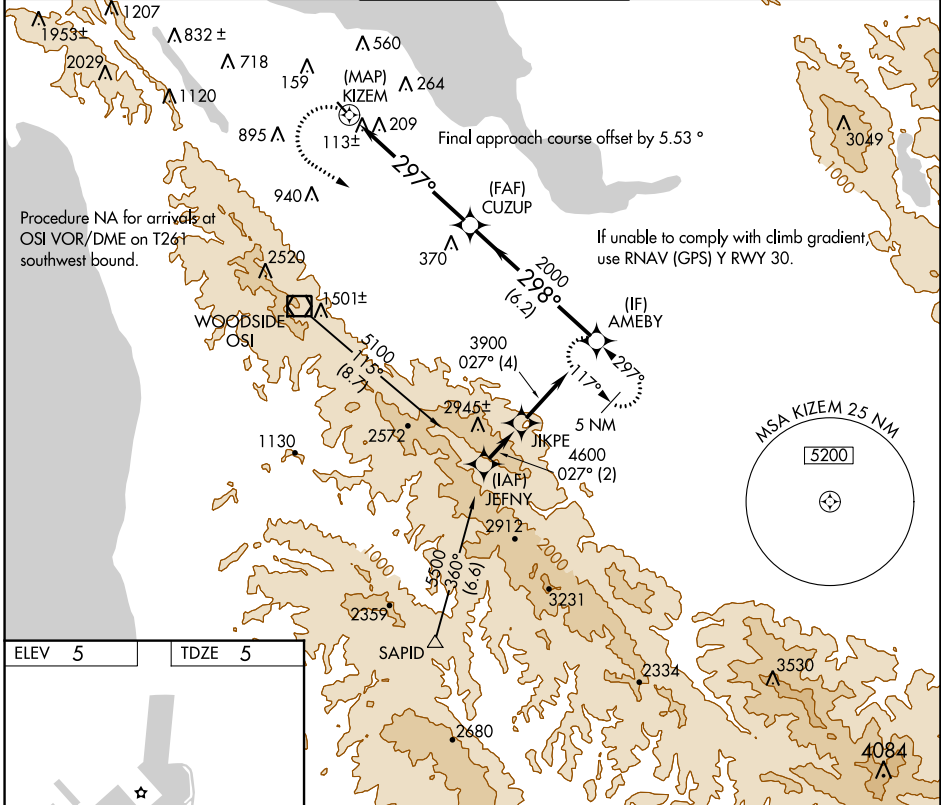 1207
1953±
832 ±
560
2029
718
159
(MAP)
KIZEM
264
1120
895
113±
209
Final approach course offset by 5.53 °
3049
1000
297°
940
(FAF)
CUZUP
Procedure NA for arrivals at
OSI VOR/DME on T261
southwest bound.
370
If unable to comply with climb gradient,
use RNAV (GPS) Y RWY 30.
2520
2000
298°
(6.2)
1501±
WOODSIDE
OSI
(IF)
AMEBY
5100
115°
(8.7)
3900
027° (4)
297°
117°
5 NM
2945±
2572
JIKPE
1130
4600
027° (2)
(IAF)
JEFNY
MSA KIZEM 25 NM
5200
2912
1000
2000
5500
360°
(6.6)
3231
2359
SAPID
ELEV 5
TDZE 5
2334
3530
2680
4084